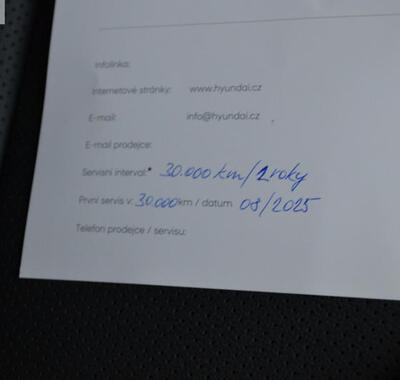 Infolinka:
Internetové stránky: www.hyundai.cz
E-mail: info@hyundai.cz
E-mail prodejce:
Servisní interval:* 30.000 km/2 roky
První servis v: 30.000 km / datum 08/2025
Telefon prodejce / servisu: